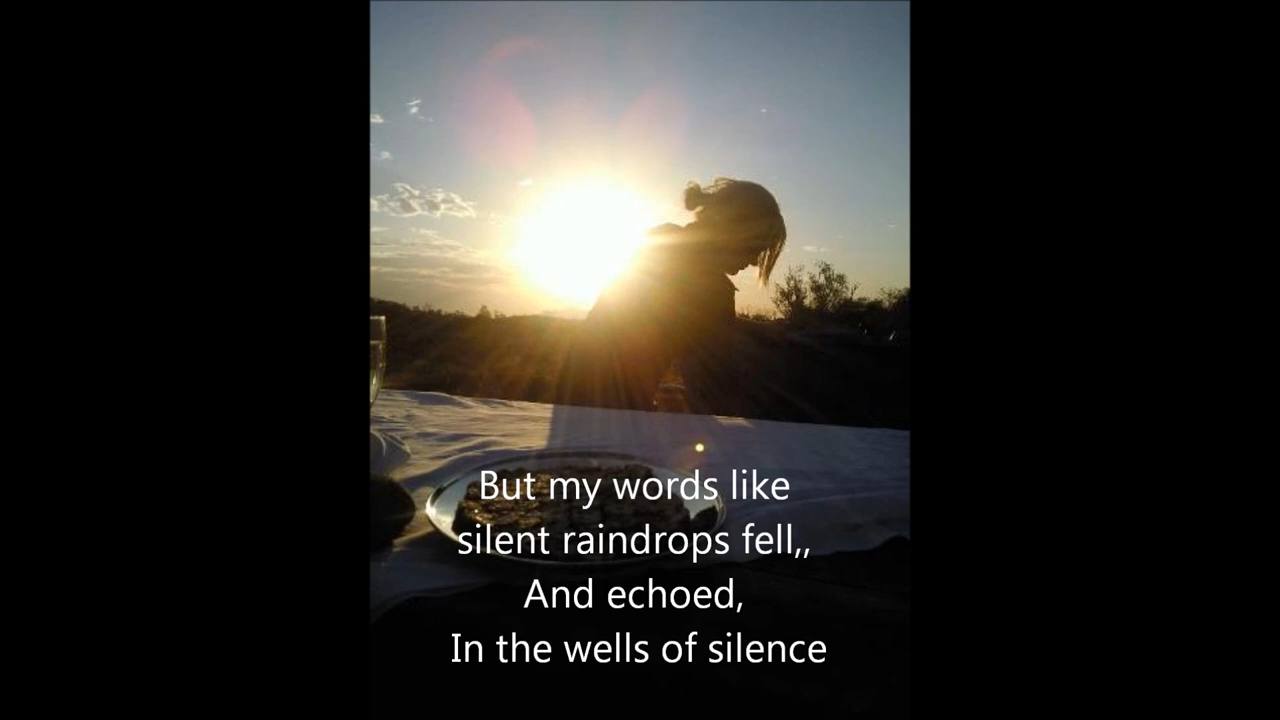 But my words like
silent raindrops fell,,
And echoed,
In the wells of silence